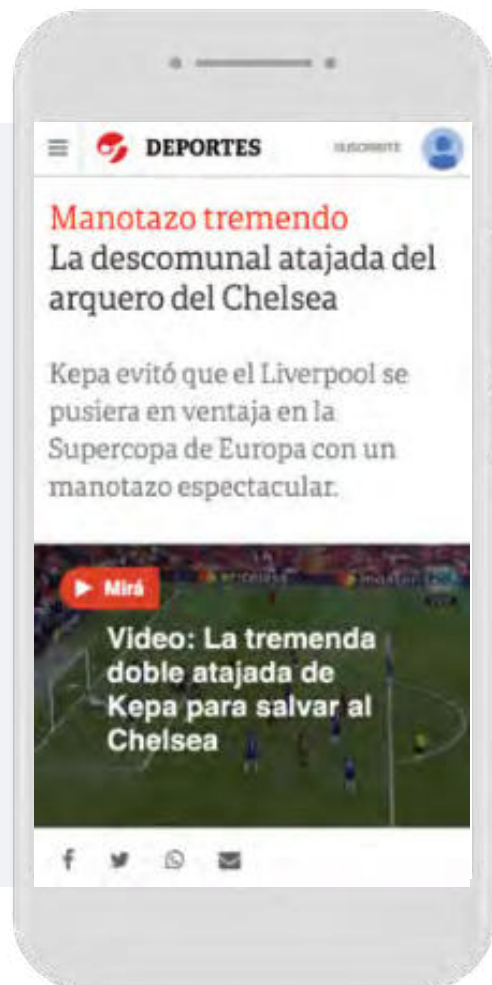 DEPORTES
SUSCRIBITE
Manotazo tremendo
La descomunal atajada del
arquero del Chelsea
Kepa evitó que el Liverpool se
pusiera en ventaja en la
Supercopa de Europa con un
manotazo espectacular.
Mirá
Video: La tremenda
doble atajada de
Kepa para salvar al
Chelsea